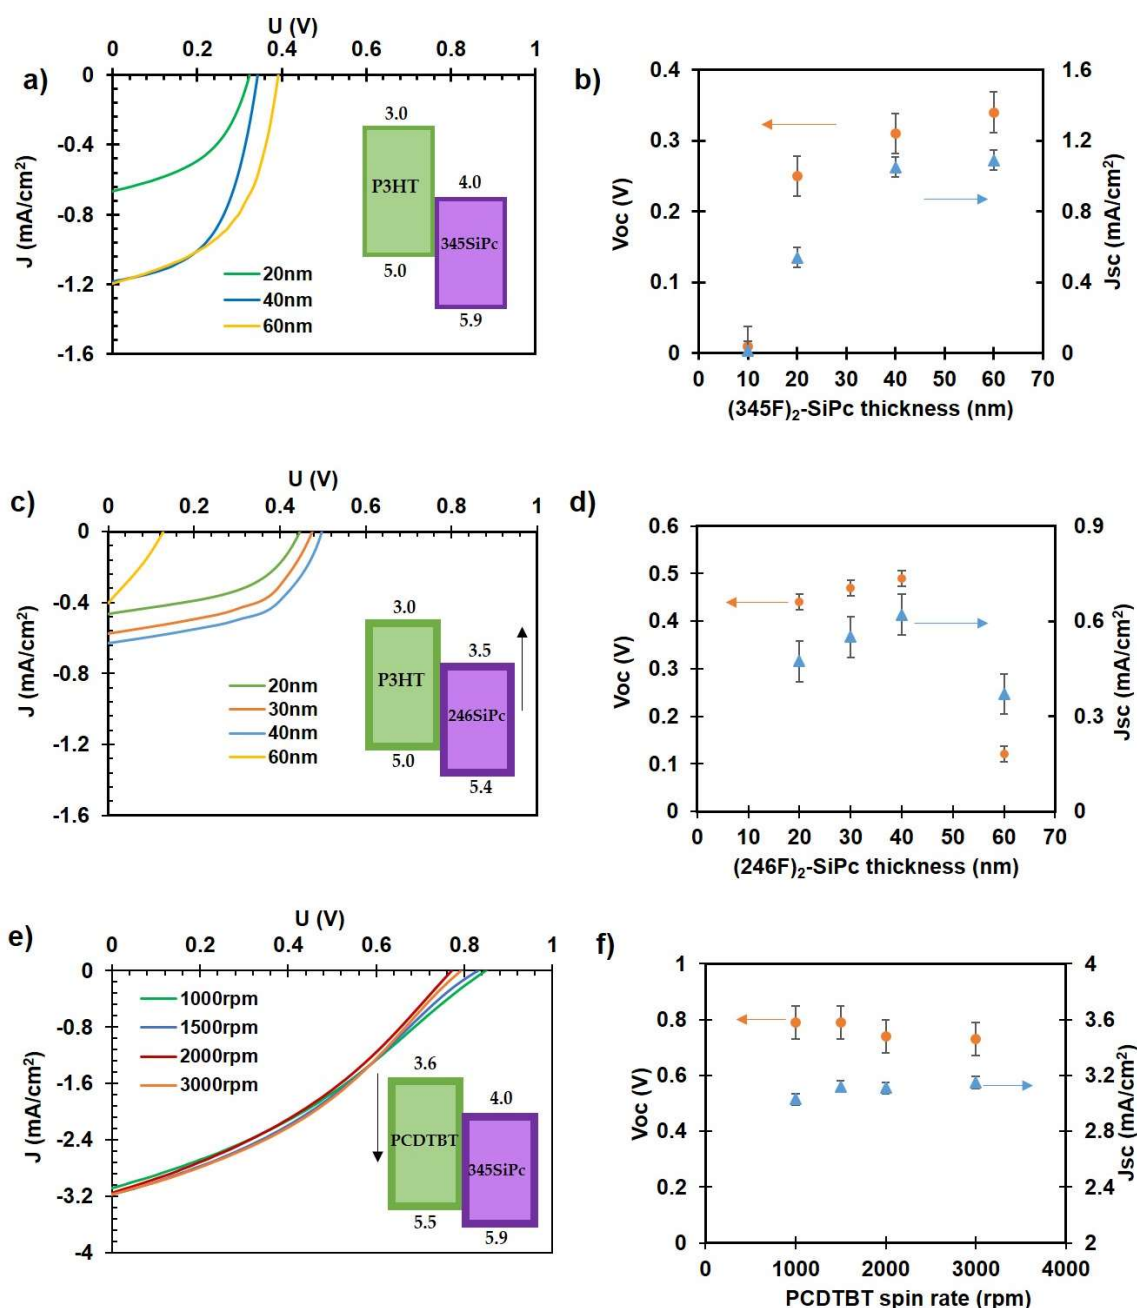 a)
U (V)
0 0.2 0.4 0.6 0.8 1
0
-0.4
-0.8
-1.2
-1.6
J (mA/cm²)
3.0
P3HT
5.0
4.0
345SiPc
5.9
20nm
40nm
60nm
b)
0.4
0.3
0.2
0.1
0
Voc (V)
1.6
1.2
0.8
0.4
0
Jsc (mA/cm²)
0 10 20 30 40 50 60 70
(345F)₂-SiPc thickness (nm)
c)
U (V)
0 0.2 0.4 0.6 0.8 1
0
-0.4
-0.8
-1.2
-1.6
J (mA/cm²)
3.0
P3HT
5.0
3.5
246SiPc
5.4
20nm
30nm
40nm
60nm
d)
0.6
0.5
0.4
0.3
0.2
0.1
0
Voc (V)
0.9
0.6
0.3
0
Jsc (mA/cm²)
0 10 20 30 40 50 60 70
(246F)₂-SiPc thickness (nm)
e)
U (V)
0 0.2 0.4 0.6 0.8 1
0
-0.8
-1.6
-2.4
-3.2
-4
J (mA/cm²)
1000rpm
1500rpm
2000rpm
3000rpm
3.6
PCDTBT
5.5
4.0
345SiPc
5.9
f)
1
0.8
0.6
0.4
0.2
0
Voc (V)
4
3.6
3.2
2.8
2.4
2
Jsc (mA/cm²)
0 1000 2000 3000 4000
PCDTBT spin rate (rpm)